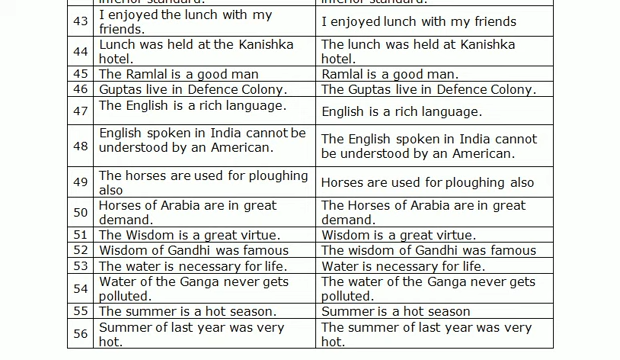 inferior standard. inferior standard.
43 I enjoyed the lunch with my friends. I enjoyed lunch with my friends
44 Lunch was held at the Kanishka hotel. The lunch was held at Kanishka hotel.
45 The Ramlal is a good man Ramlal is a good man.
46 Guptas live in Defence Colony. The Guptas live in Defence Colony.
47 The English is a rich language. English is a rich language.
48 English spoken in India cannot be understood by an American. The English spoken in India cannot be understood by an American.
49 The horses are used for ploughing also Horses are used for ploughing also
50 Horses of Arabia are in great demand. The Horses of Arabia are in great demand.
51 The Wisdom is a great virtue. Wisdom is a great virtue.
52 Wisdom of Gandhi was famous The wisdom of Gandhi was famous
53 The water is necessary for life. Water is necessary for life.
54 Water of the Ganga never gets polluted. The water of the Ganga never gets polluted.
55 The summer is a hot season. Summer is a hot season
56 Summer of last year was very hot. The summer of last year was very hot.